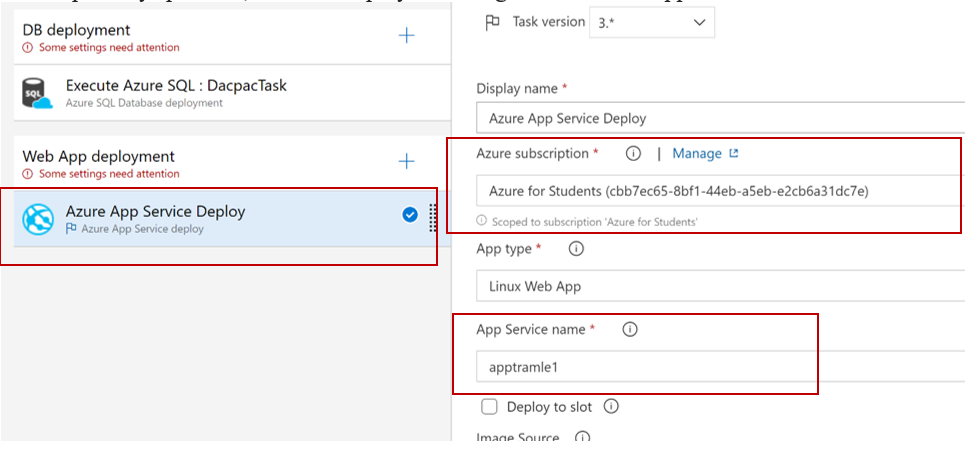 DB deployment
Some settings need attention
Execute Azure SQL : DacpacTask
Azure SQL Database deployment
Web App deployment
Some settings need attention
Azure App Service Deploy
Azure App Service deploy
Task version 3.*
Display name *
Azure App Service Deploy
Azure subscription * | Manage
Azure for Students (cbb7ec65-8bf1-44eb-a5eb-e2cb6a31dc7e)
Scoped to subscription 'Azure for Students'
App type *
Linux Web App
App Service name *
apptramle1
Deploy to slot
Image Source